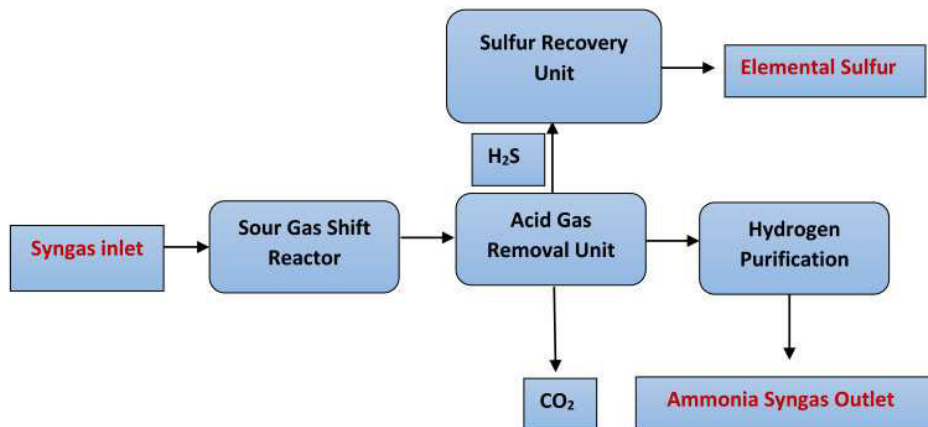 Sulfur Recovery
Unit
Elemental Sulfur
H₂S
Syngas inlet
Sour Gas Shift
Reactor
Acid Gas
Removal Unit
Hydrogen
Purification
CO₂
Ammonia Syngas Outlet